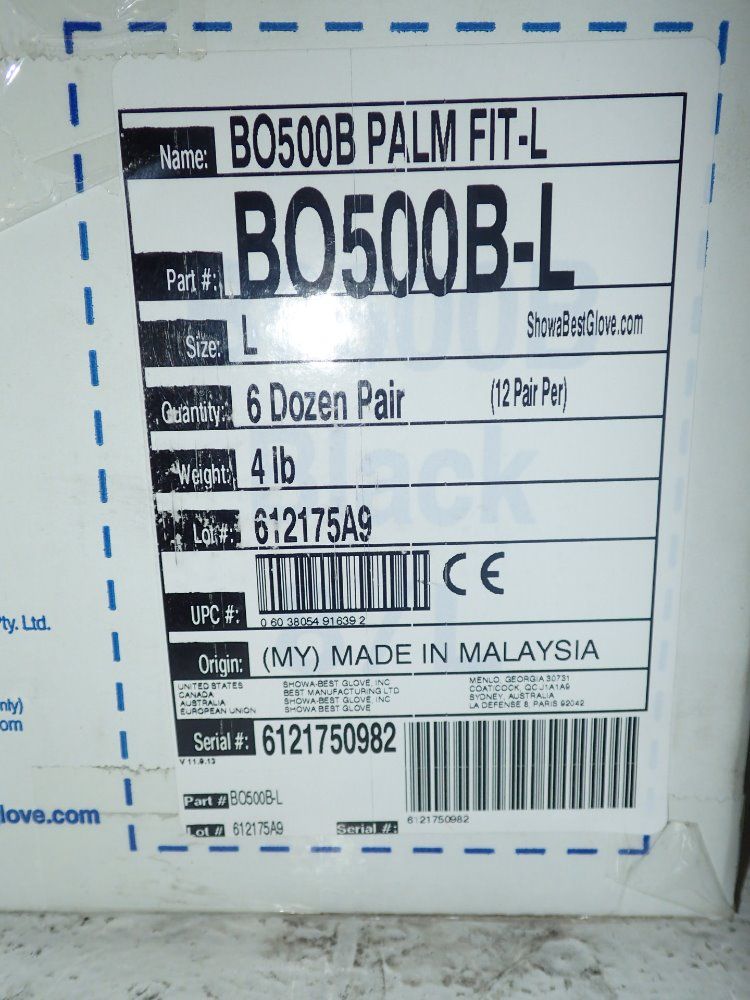 Name: BO500B PALM FIT-L
Part #: BO500B-L
Size: L ShowaBestGlove.com
Quantity: 6 Dozen Pair (12 Pair Per)
Black
Weight: 4 lb
Lot #: 612175A9
CE
UPC #: 0 60 38054 91639 2
Origin: (MY) MADE IN MALAYSIA
UNITED STATES SHOWA-BEST GLOVE, INC MENLO, GEORGIA 30731
CANADA BEST MANUFACTURING LTD COATICOCK, QC J1A1A9
AUSTRALIA SHOWA-BEST GLOVE, INC SYDNEY, AUSTRALIA
EUROPEAN UNION SHOWA BEST GLOVE LA DEFENSE 8, PARIS 92042
Serial #: 6121750982
V 11.9.13
6121750982
Part # BO500B-L
Lot # 612175A9 Serial #:
ty. Ltd.
nly)
om
love.com